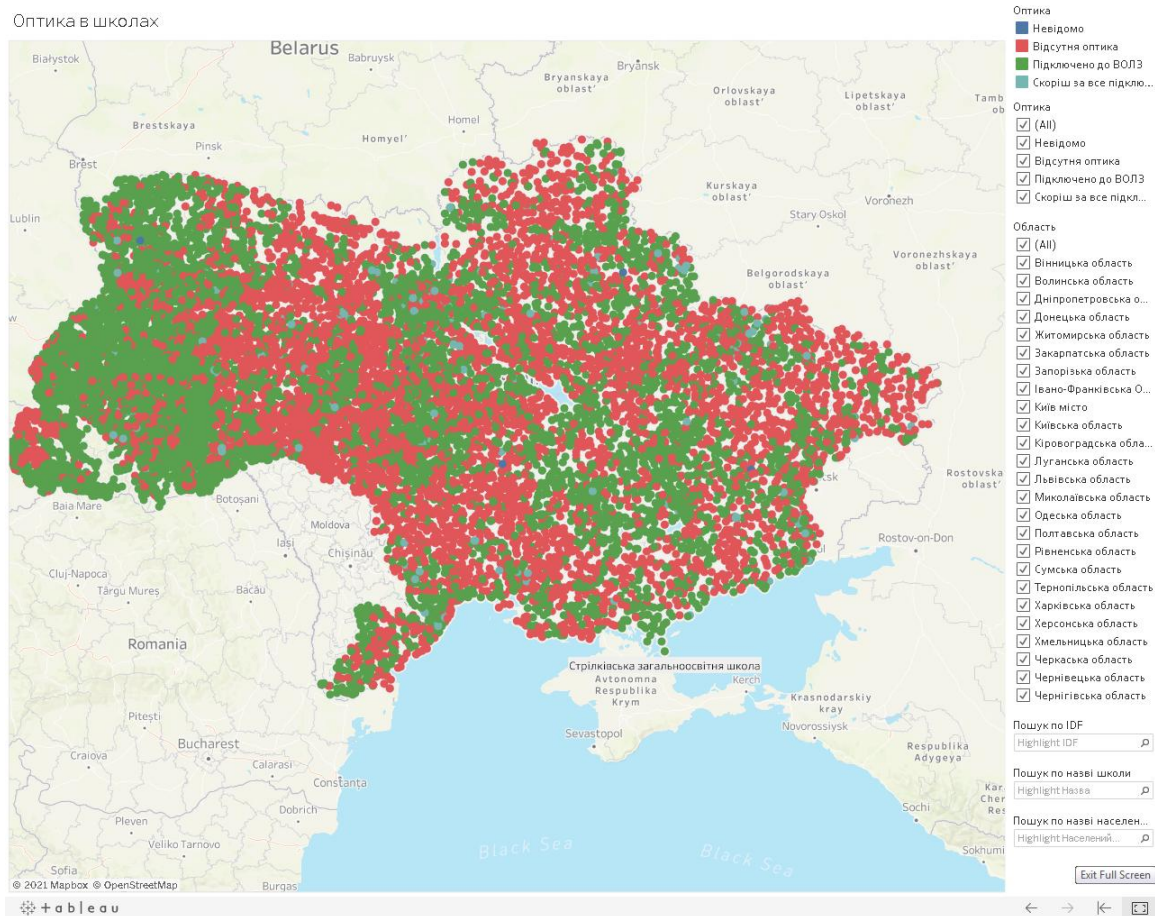 Оптика в школах
Belarus
Białystok
Babruysk
Bryansk
Bryanskaya
oblast'
Orlovskaya
oblast'
Lipetskaya
oblast'
Tamb
ob
Brestskaya
Pinsk
Homyel'
Homel
Brest
Kurskaya
oblast'
Voronezh
Stary Oskol
Lublin
Belgorodskaya
oblast'
Voronezhskaya
oblast'
w
Rostovska
oblast'
Baia Mare
Botoșani
Moldova
Iași
Chișinău
Rostov-on-Don
Cluj-Napoca
Târgu Mureș
Bacău
Romania
Стрілківська загальноосвітня школа
Avtonomna
Respublika
Krym
Kerch
Krasnodarskiy
kray
Novorossiysk
Sevastopol
Pitești
Bucharest
Craiova
Calarasi
Constanța
Respublika
Adygeya
Dobrich
Pleven
Veliko Tarnovo
Sochi
Kar
Cher
Res
Black Sea
Black Sea
Sofia
Sokhumi
Burgas
© 2021 Mapbox © OpenStreetMap
Оптика
Невідомо
Відсутня оптика
Підключено до ВОЛЗ
Скоріш за все підклю...
Оптика
(All)
Невідомо
Відсутня оптика
Підключено до ВОЛЗ
Скоріш за все підкл...
Область
(All)
Вінницька область
Волинська область
Дніпропетровська о...
Донецька область
Житомирська область
Закарпатська область
Запорізька область
Івано-Франківська О...
Київ місто
Київська область
Кіровоградська обла...
Луганська область
Львівська область
Миколаївська область
Одеська область
Полтавська область
Рівненська область
Сумська область
Тернопільська область
Харківська область
Херсонська область
Хмельницька область
Черкаська область
Чернівецька область
Чернігівська область
Пошук по IDF
Highlight IDF
Пошук по назві школи
Highlight Назва
Пошук по назві населен...
Highlight Населений...
Exit Full Screen
+ableau